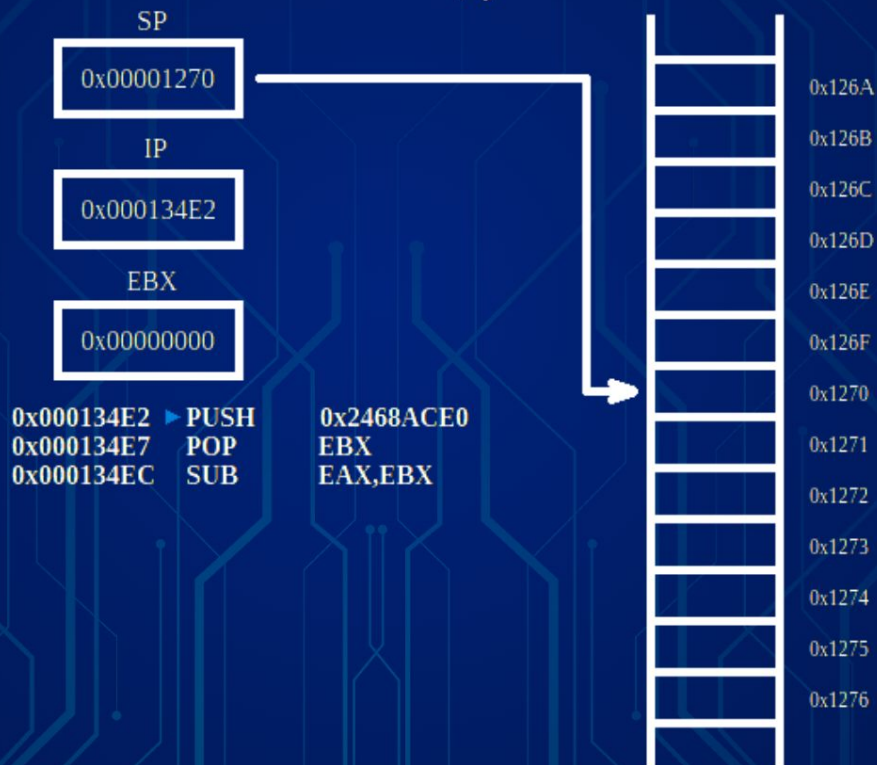 SP
0x00001270
IP
0x000134E2
EBX
0x00000000
0x000134E2 PUSH 0x2468ACE0
0x000134E7 POP EBX
0x000134EC SUB EAX,EBX
0x126A
0x126B
0x126C
0x126D
0x126E
0x126F
0x1270
0x1271
0x1272
0x1273
0x1274
0x1275
0x1276